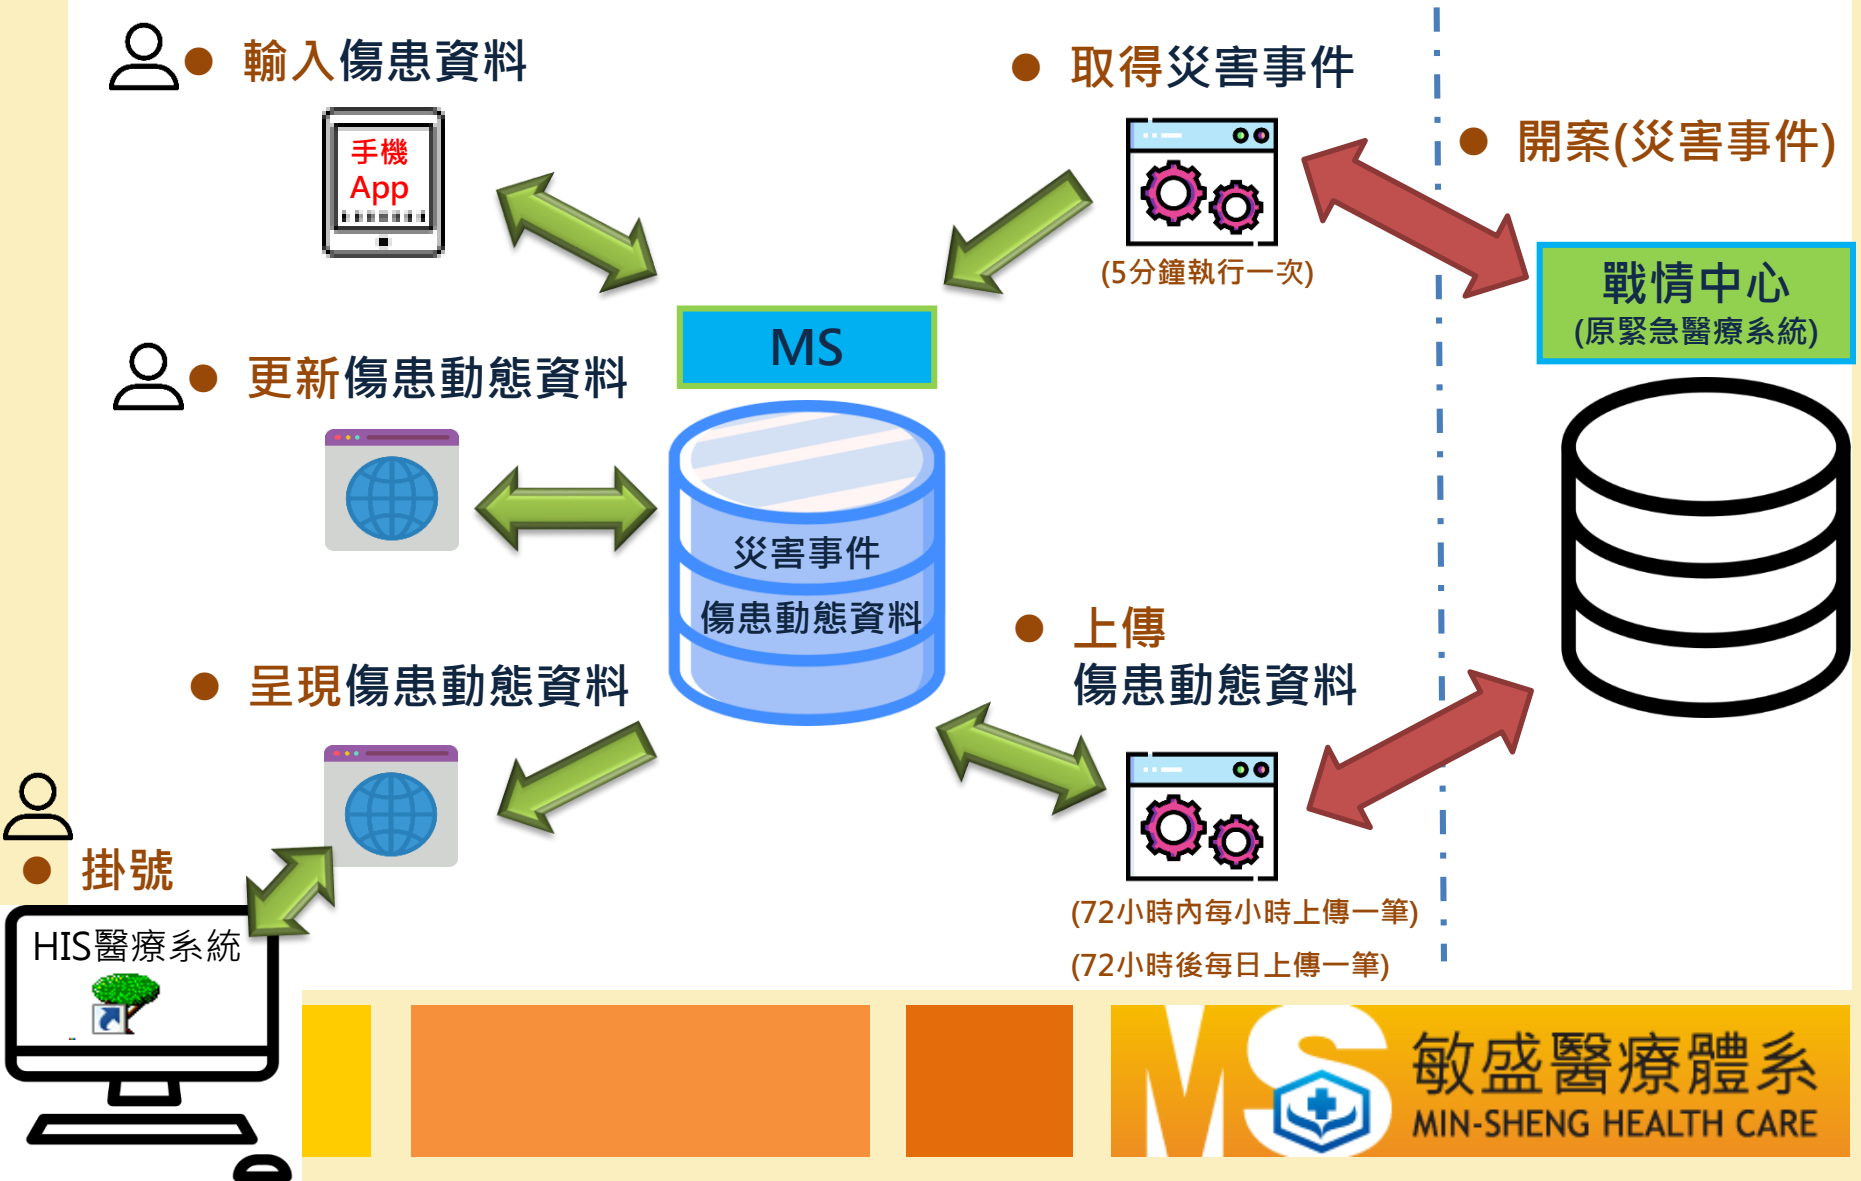 輸入傷患資料
手機
App
取得災害事件
(5分鐘執行一次)
開案(災害事件)
戰情中心
(原緊急醫療系統)
MS
更新傷患動態資料
災害事件
傷患動態資料
呈現傷患動態資料
上傳
傷患動態資料
(72小時內每小時上傳一筆)
(72小時後每日上傳一筆)
掛號
HIS醫療系統
MS
敏盛醫療體系
MIN-SHENG HEALTH CARE